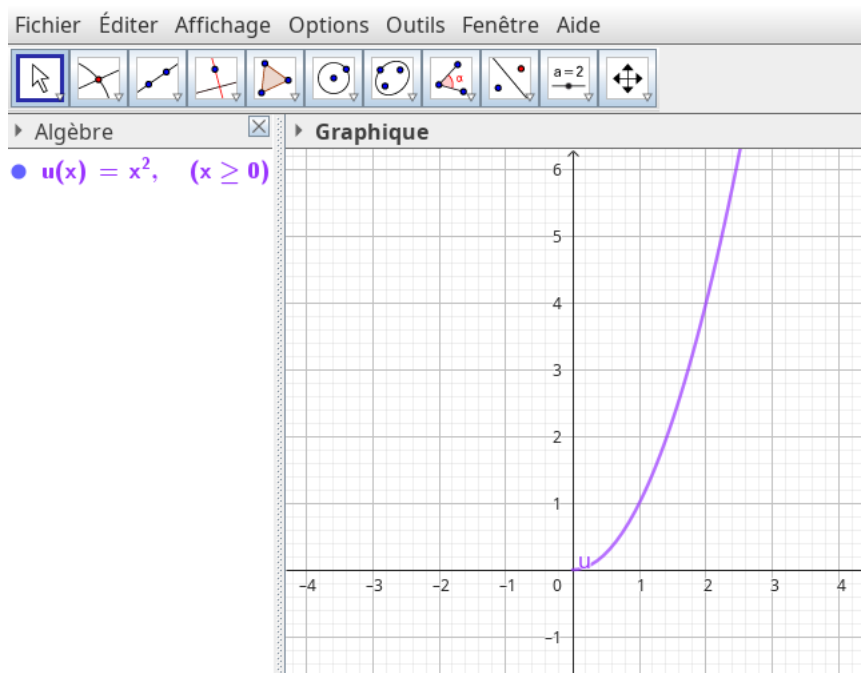 Fichier Éditer Affichage Options Outils Fenêtre Aide
α
a=2
Algèbre
Graphique
u(x) = x², (x ≥ 0)
6
5
4
3
2
1
u
–4 –3 –2 –1 0 1 2 3 4
–1